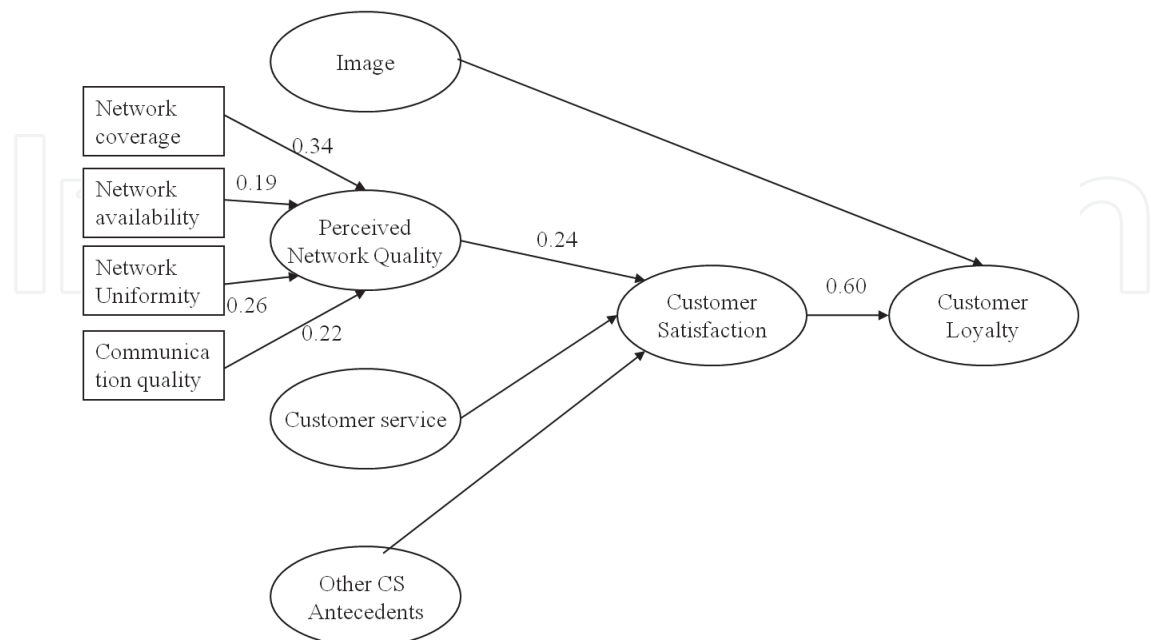 Image
Network
coverage
0.34
Network
availability
0.19
Perceived
Network Quality
0.24
Network
Uniformity
0.26
0.22
Communica
tion quality
Customer service
Customer
Satisfaction
0.60
Customer
Loyalty
Other CS
Antecedents